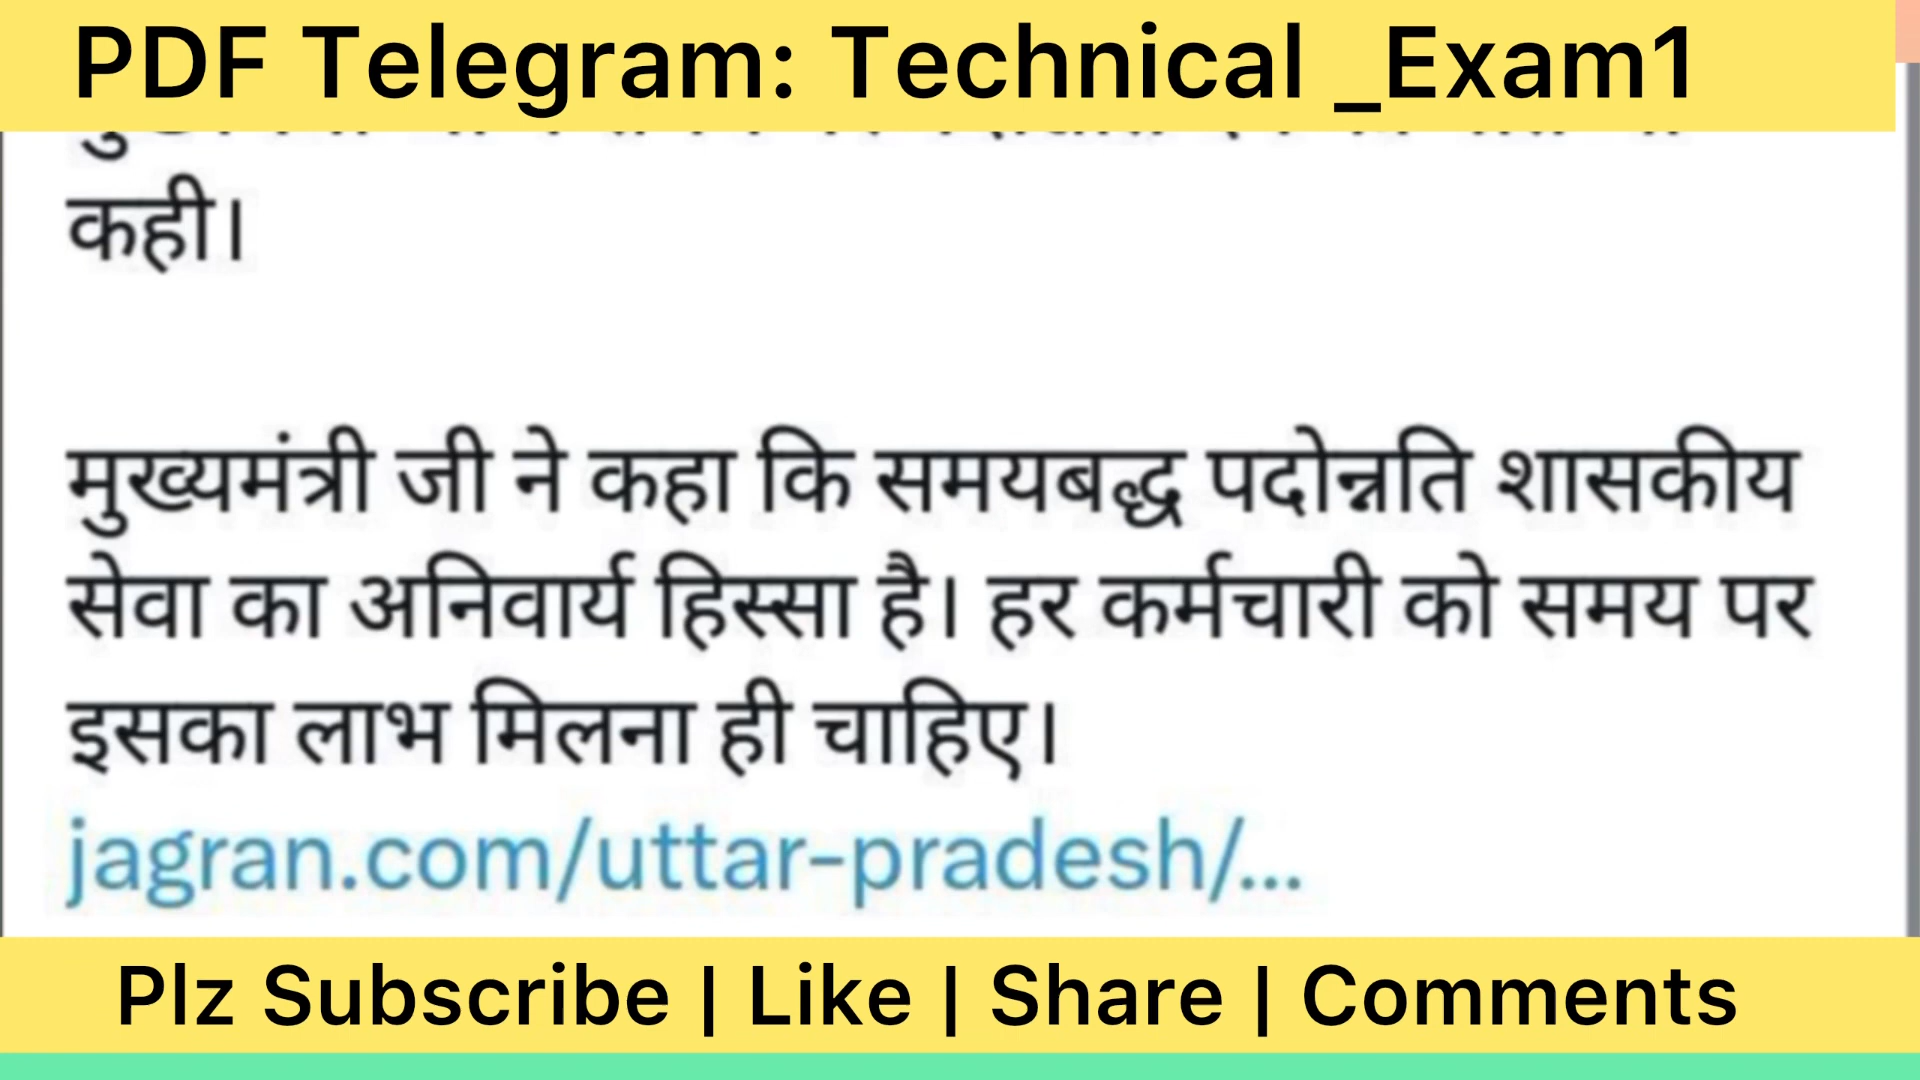 PDF Telegram: Technical _Exam1
कही।
मुख्यमंत्री जी ने कहा कि समयबद्ध पदोन्नति शासकीय
सेवा का अनिवार्य हिस्सा है। हर कर्मचारी को समय पर
इसका लाभ मिलना ही चाहिए।
jagran.com/uttar-pradesh/...
Plz Subscribe | Like | Share | Comments